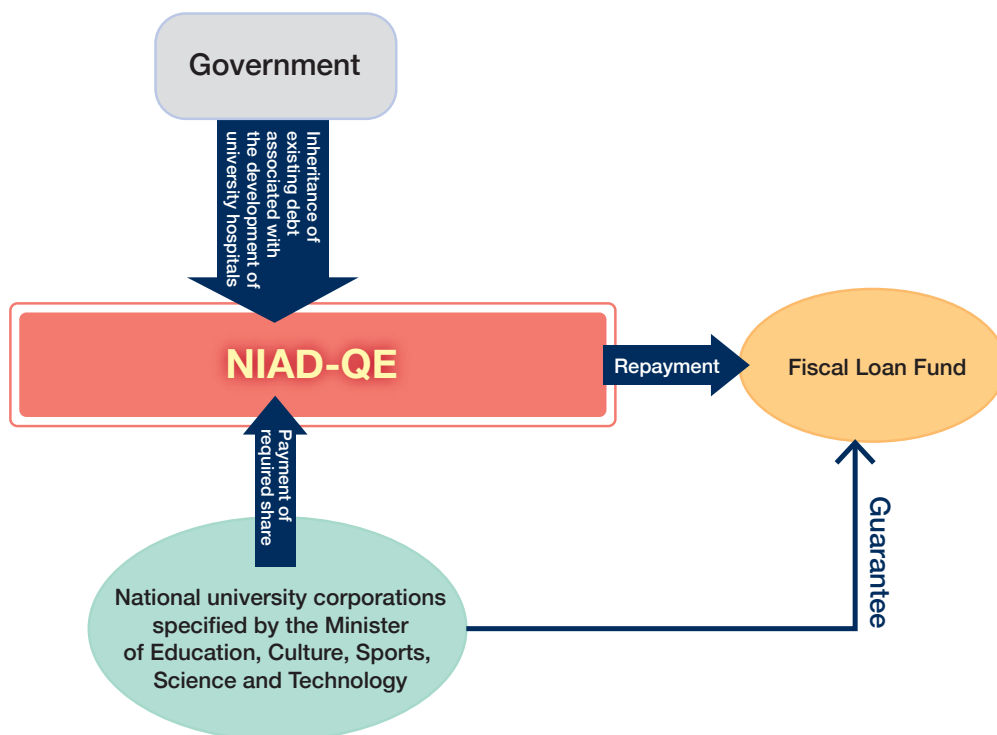 Government
Inheritance of
existing debt
associated with
the development of
university hospitals
NIAD-QE
Repayment
Fiscal Loan Fund
Payment of
required share
Guarantee
National university corporations
specified by the Minister
of Education, Culture, Sports,
Science and Technology